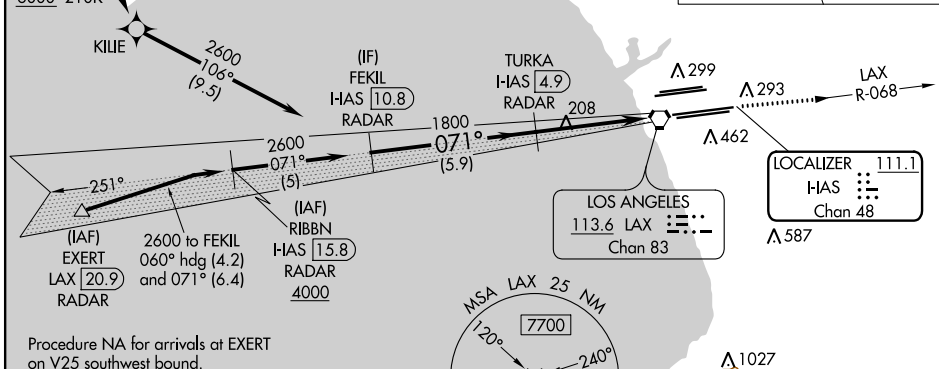 210R
KILIE
2600
106°
(9.5)
(IF)
FEKIL
I-IAS 10.8
RADAR
TURKA
I-IAS 4.9
RADAR
208
299
293
462
LAX
R-068
2600
071°
(5)
1800
071°
(5.9)
251°
(IAF)
EXERT
LAX 20.9
RADAR
2600 to FEKIL
060° hdg (4.2)
and 071° (6.4)
(IAF)
RIBBN
I-IAS 15.8
RADAR
4000
LOS ANGELES
113.6 LAX
Chan 83
LOCALIZER 111.1
I-IAS
Chan 48
587
MSA LAX 25 NM
7700
120°
240°
1027
Procedure NA for arrivals at EXERT
on V25 southwest bound.